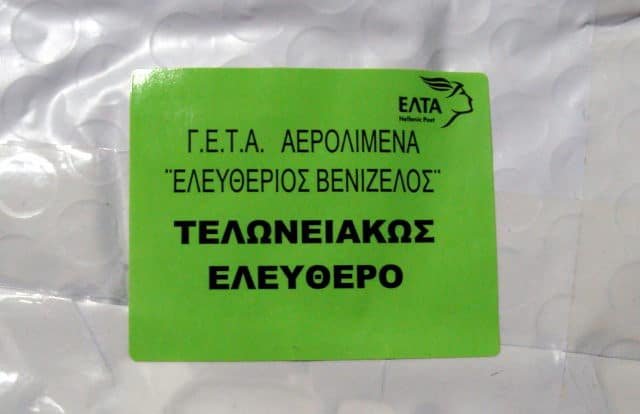 ΕΛΤΑ
Hellenic Post
Γ.Ε.Τ.Α. ΑΕΡΟΛΙΜΕΝΑ
¨ΕΛΕΥΘΕΡΙΟΣ ΒΕΝΙΖΕΛΟΣ¨
ΤΕΛΩΝΕΙΑΚΩΣ
ΕΛΕΥΘΕΡΟ